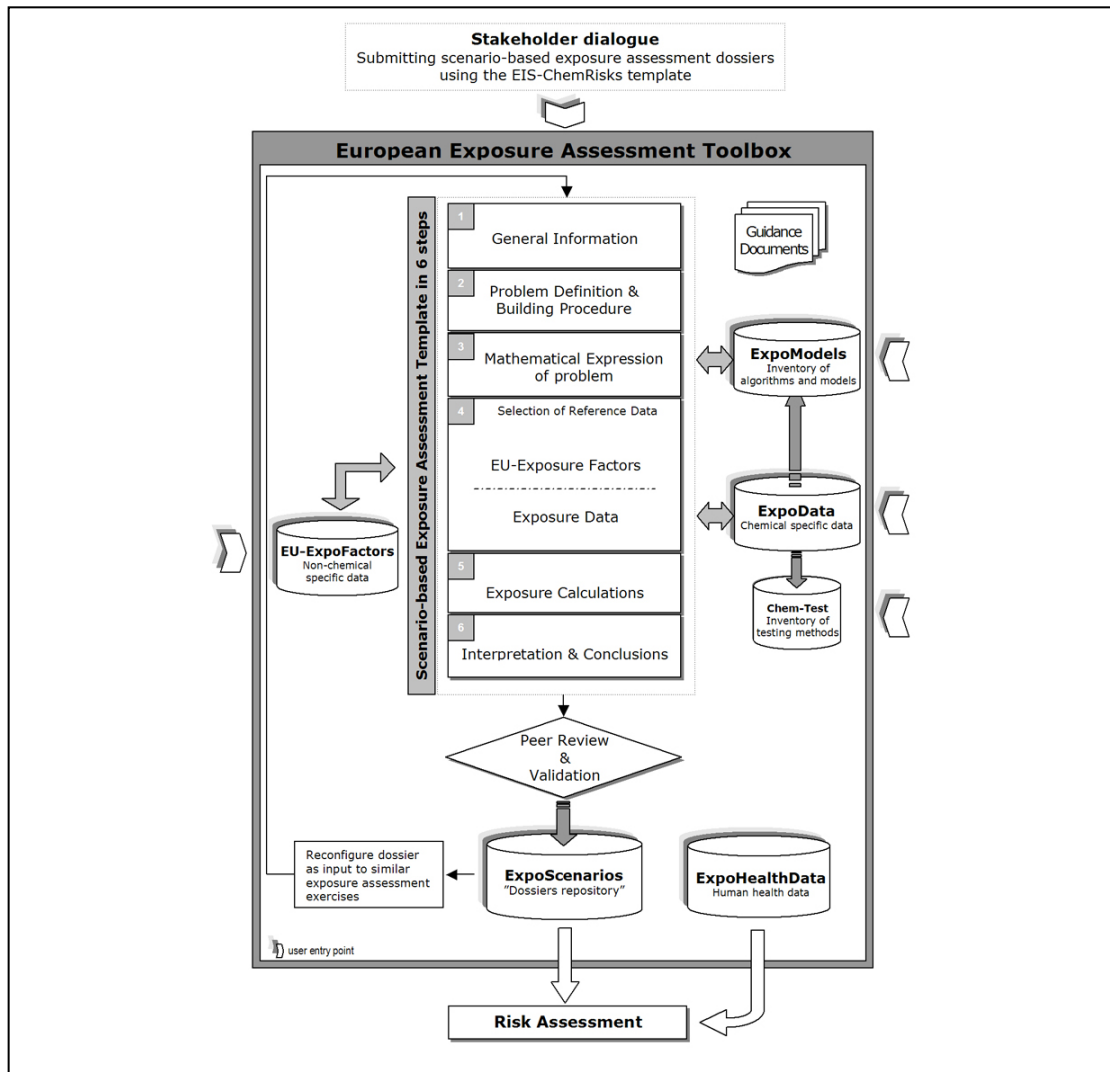 Stakeholder dialogue
Submitting scenario-based exposure assessment dossiers
using the EIS-ChemRisks template
European Exposure Assessment Toolbox
Scenario-based Exposure Assessment Template in 6 steps
1
General Information
2
Problem Definition &
Building Procedure
3
Mathematical Expression
of problem
4
Selection of Reference Data
EU-Exposure Factors
Exposure Data
5
Exposure Calculations
6
Interpretation & Conclusions
Guidance
Documents
ExpoModels
Inventory of
algorithms and models
ExpoData
Chemical specific data
Chem-Test
Inventory of
testing methods
EU-ExpoFactors
Non-chemical
specific data
Peer Review
&
Validation
Reconfigure dossier
as input to similar
exposure assessment
exercises
ExpoScenarios
"Dossiers repository"
ExpoHealthData
Human health data
user entry point
Risk Assessment